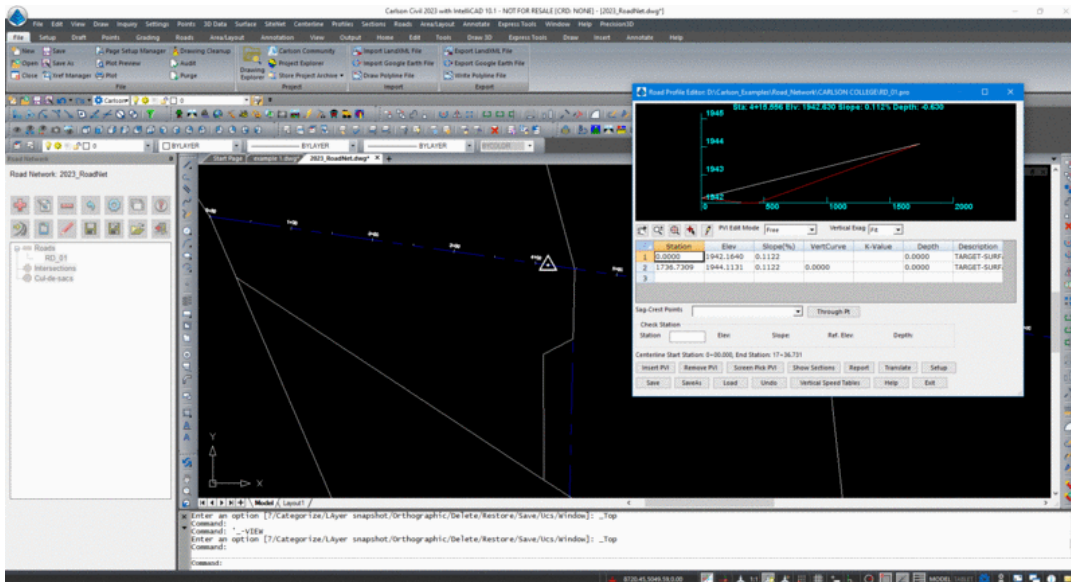 Carlson Civil 2023 with IntelliCAD 10.1 - NOT FOR RESALE [CRD: NONE] - [2023_RoadNet.dwg*]
File Edit View Draw Inquiry Settings Points 3D Data Surface SiteNet Centerline Profiles Sections Roads Area/Layout Annotate Express Tools Window Help Precision3D
File Setup Draft Points Grading Roads Area/Layout Annotation View Output Home Edit Tools Draw 3D Express Tools Draw Insert Annotate Help
New Save Page Setup Manager Drawing Cleanup Carlson Community Import LandXML File Export LandXML File
Open Save As Plot Preview Audit Project Explorer Import Google Earth File Export Google Earth File
Close Xref Manager Plot Purge Drawing Explorer Store Project Archive Draw Polyline File Write Polyline File
File Project Import Export
Carlson
BYLAYER BYLAYER BYLAYER BYCOLOR
Road Network
Start Page example 1.dwg* 2023_RoadNet.dwg*
Road Network: 2023_RoadNet
Roads
RD_01
Intersections
Cul-de-sacs
Y
X
Road Profile Editor: D:\Carlson_Examples\Road_Network\CARLSON COLLEGE\RD_01.pro
Sta: 4+15.556 Elv: 1942.630 Slope: 0.112% Depth: -0.630
1945
1944
1943
1942
0 500 1000 1500 2000
PVI Edit Mode Free Vertical Exag Fit
Station Elev Slope(%) VertCurve K-Value Depth Description
1 0.0000 1942.1640 0.1122 0.0000 TARGET-SURF
2 1736.7309 1944.1131 0.1122 0.0000 0.0000 TARGET-SURF
3
Sag-Crest Points Through Pt
Check Station
Station Elev: Slope: Ref. Elev: Depth:
Centerline Start Station: 0+00.000, End Station: 17+36.731
Insert PVI Remove PVI Screen Pick PVI Show Sections Report Translate Setup
Save SaveAs Load Undo Vertical Speed Tables Help Exit
Model Layout1
Enter an option [?/Categorize/LAyer snapshot/Orthographic/Delete/Restore/Save/Ucs/Window]: _Top
Command: '_-VIEW
Enter an option [?/Categorize/LAyer snapshot/Orthographic/Delete/Restore/Save/Ucs/Window]: _Top
Command:
Command:
1:1 MODEL TABLET